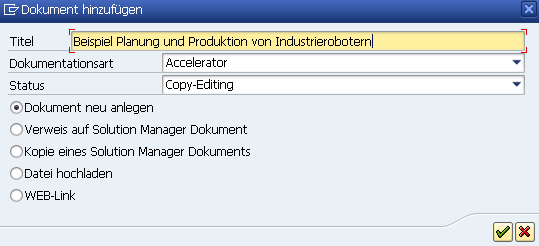 Dokument hinzufügen
Titel Beispiel Planung und Produktion von Industrierobotern
Dokumentationsart Accelerator
Status Copy-Editing
Dokument neu anlegen
Verweis auf Solution Manager Dokument
Kopie eines Solution Manager Dokuments
Datei hochladen
WEB-Link